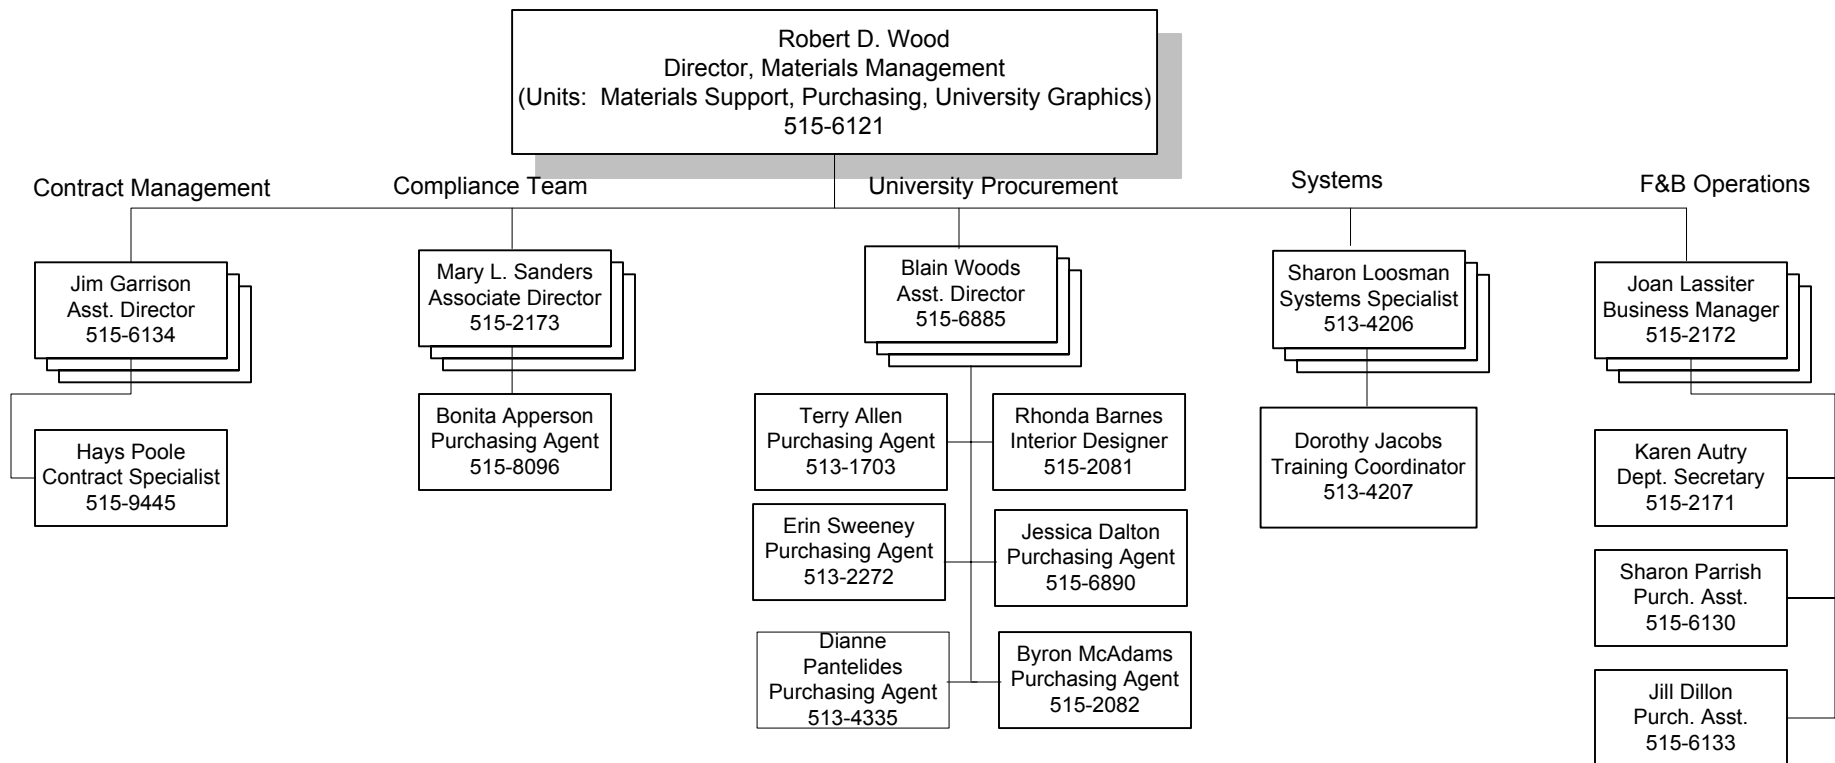 Robert D. Wood
Director, Materials Management
(Units:  Materials Support, Purchasing, University Graphics)
515-6121
Contract Management
Compliance Team
University Procurement
Systems
F&B Operations
Jim Garrison
Asst. Director
515-6134
Mary L. Sanders
Associate Director
515-2173
Blain Woods
Asst. Director
515-6885
Sharon Loosman
Systems Specialist
513-4206
Joan Lassiter
Business Manager
515-2172
Hays Poole
Contract Specialist
515-9445
Bonita Apperson
Purchasing Agent
515-8096
Terry Allen
Purchasing Agent
513-1703
Rhonda Barnes
Interior Designer
515-2081
Erin Sweeney
Purchasing Agent
513-2272
Jessica Dalton
Purchasing Agent
515-6890
Dianne
Pantelides
Purchasing Agent
513-4335
Byron McAdams
Purchasing Agent
515-2082
Dorothy Jacobs
Training Coordinator
513-4207
Karen Autry
Dept. Secretary
515-2171
Sharon Parrish
Purch. Asst.
515-6130
Jill Dillon
Purch. Asst.
515-6133